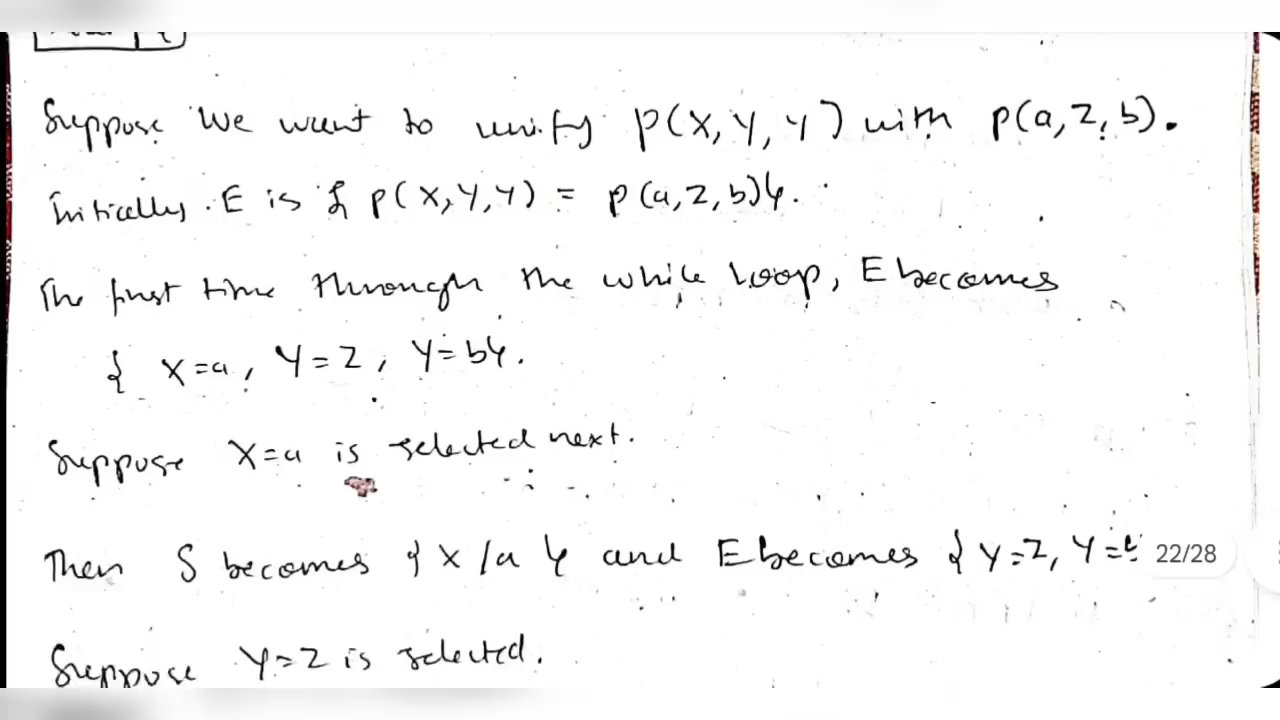 Suppose We want to unify p(X, Y, Y) with p(a, Z, b).
Initially E is { p(X, Y, Y) = p(a, Z, b)}.
The first time through the while loop, E becomes
{ X=a, Y=Z, Y=b}.
Suppose X=a is selected next.
Then S becomes { X/a } and E becomes { Y=Z, Y=
22/28
Suppose Y=Z is selected.